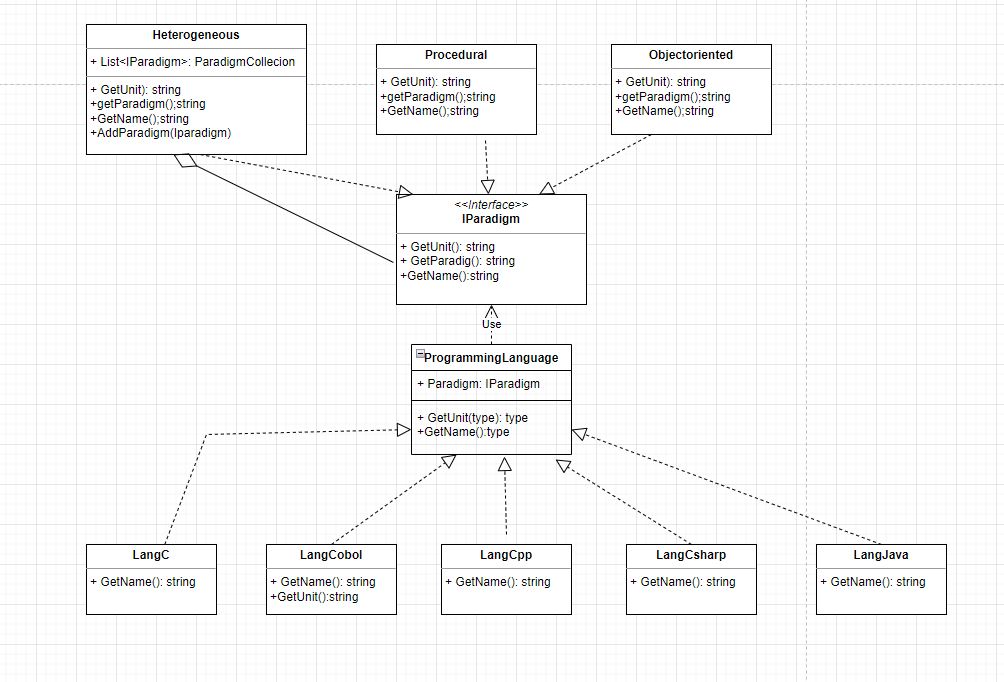 Heterogeneous
+ List<IParadigm>: ParadigmCollecion
+ GetUnit): string
+getParadigm();string
+GetName();string
+AddParadigm(Iparadigm)
Procedural
+ GetUnit): string
+getParadigm();string
+GetName();string
Objectoriented
+ GetUnit): string
+getParadigm();string
+GetName();string
<<Interface>>
IParadigm
+ GetUnit(): string
+ GetParadig(): string
+GetName():string
Use
ProgrammingLanguage
+ Paradigm: IParadigm
+ GetUnit(type): type
+GetName():type
LangC
+ GetName(): string
LangCobol
+ GetName(): string
+GetUnit():string
LangCpp
+ GetName(): string
LangCsharp
+ GetName(): string
LangJava
+ GetName(): string